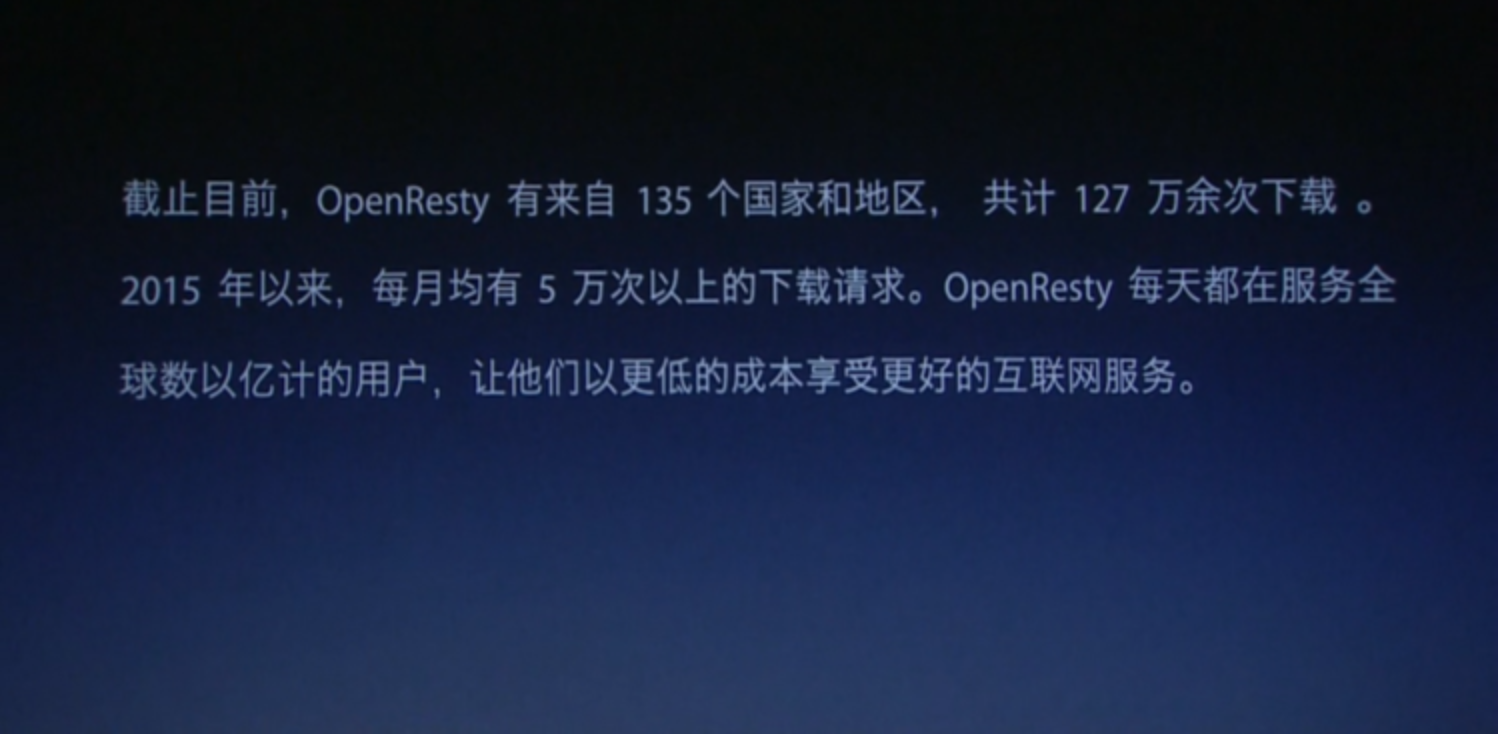 截止目前，OpenResty 有来自 135 个国家和地区， 共计 127 万余次下载 。
2015 年以来，每月均有 5 万次以上的下载请求。OpenResty 每天都在服务全
球数以亿计的用户，让他们以更低的成本享受更好的互联网服务。